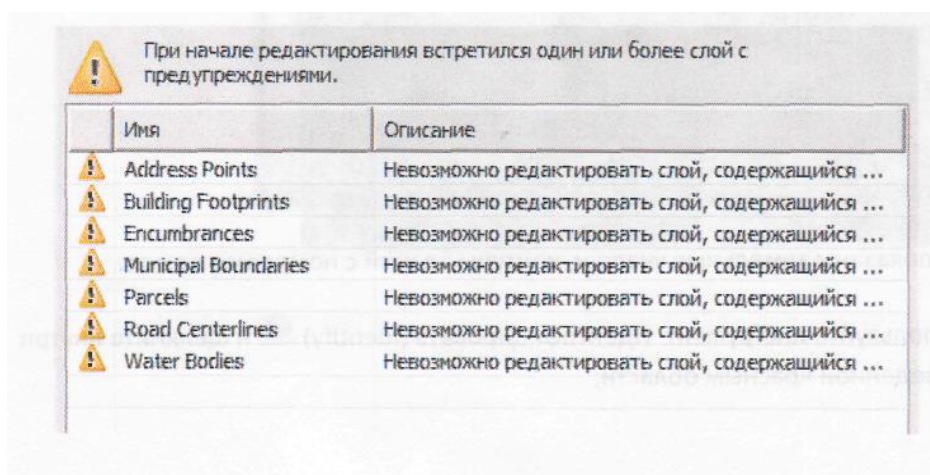 При начале редактирования встретился один или более слой с
предупреждениями.
Имя Описание
Address Points Невозможно редактировать слой, содержащийся ...
Building Footprints Невозможно редактировать слой, содержащийся ...
Encumbrances Невозможно редактировать слой, содержащийся ...
Municipal Boundaries Невозможно редактировать слой, содержащийся ...
Parcels Невозможно редактировать слой, содержащийся ...
Road Centerlines Невозможно редактировать слой, содержащийся ...
Water Bodies Невозможно редактировать слой, содержащийся ...